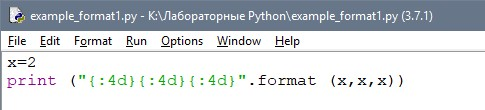 example_format1.py - K:\Лабораторные Python\example_format1.py (3.7.1)
File Edit Format Run Options Window Help
x=2
print ("{:4d}{:4d}{:4d}".format (x,x,x))